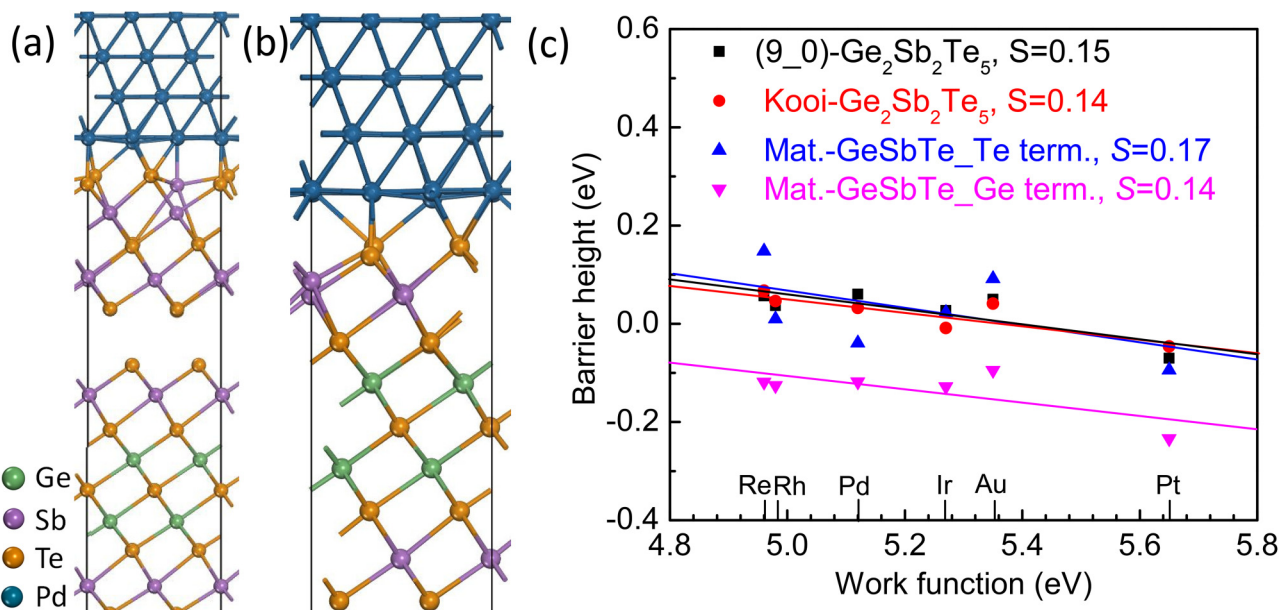 (a)
(b)
(c)
Ge
Sb
Te
Pd
(9_0)-Ge₂Sb₂Te₅, S=0.15
Kooi-Ge₂Sb₂Te₅, S=0.14
Mat.-GeSbTe_Te term., S=0.17
Mat.-GeSbTe_Ge term., S=0.14
Barrier height (eV)
0.6
0.4
0.2
0.0
-0.2
-0.4
Re Rh Pd Ir Au Pt
4.8 5.0 5.2 5.4 5.6 5.8
Work function (eV)